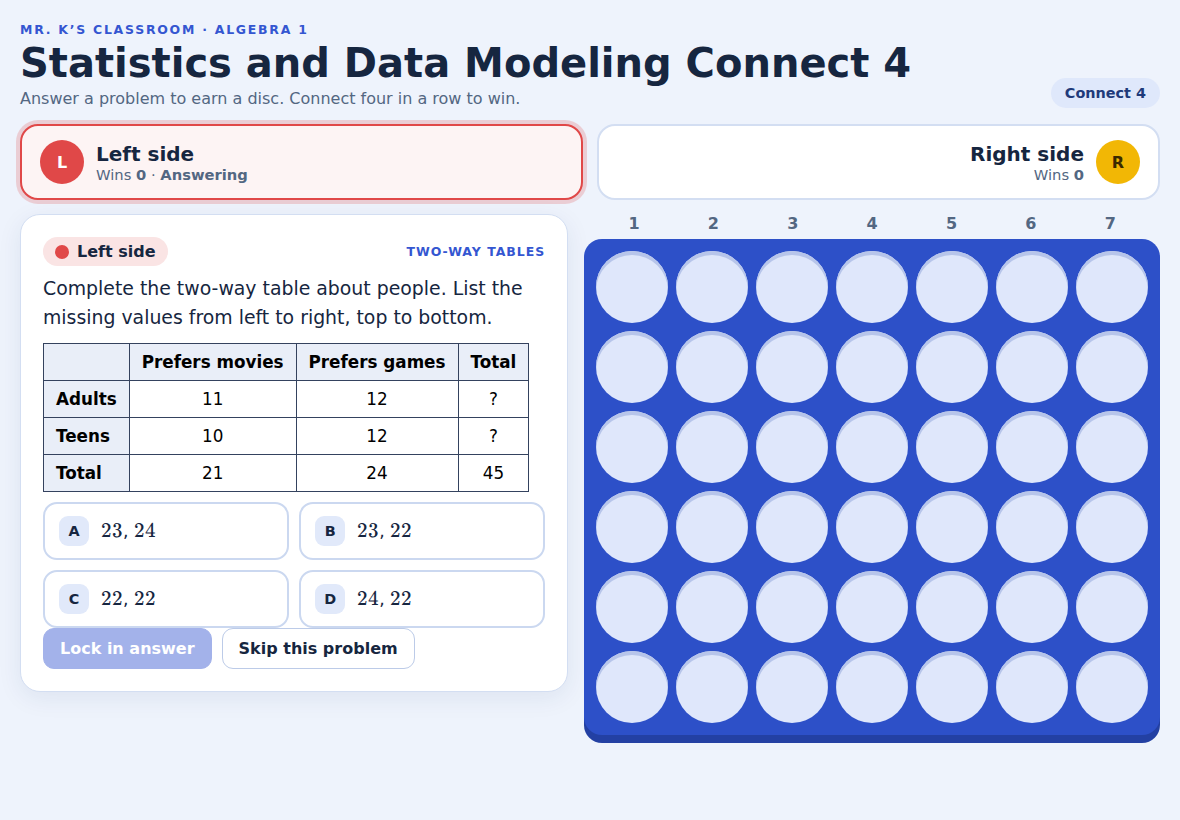 MR. K'S CLASSROOM · ALGEBRA 1
Statistics and Data Modeling Connect 4
Answer a problem to earn a disc. Connect four in a row to win.
Connect 4
L
Left side
Wins 0 · Answering
Right side
Wins 0
R
Left side
TWO-WAY TABLES
Complete the two-way table about people. List the
missing values from left to right, top to bottom.
Prefers movies Prefers games Total
Adults 11 12 ?
Teens 10 12 ?
Total 21 24 45
A 23, 24
B 23, 22
C 22, 22
D 24, 22
Lock in answer
Skip this problem
1 2 3 4 5 6 7